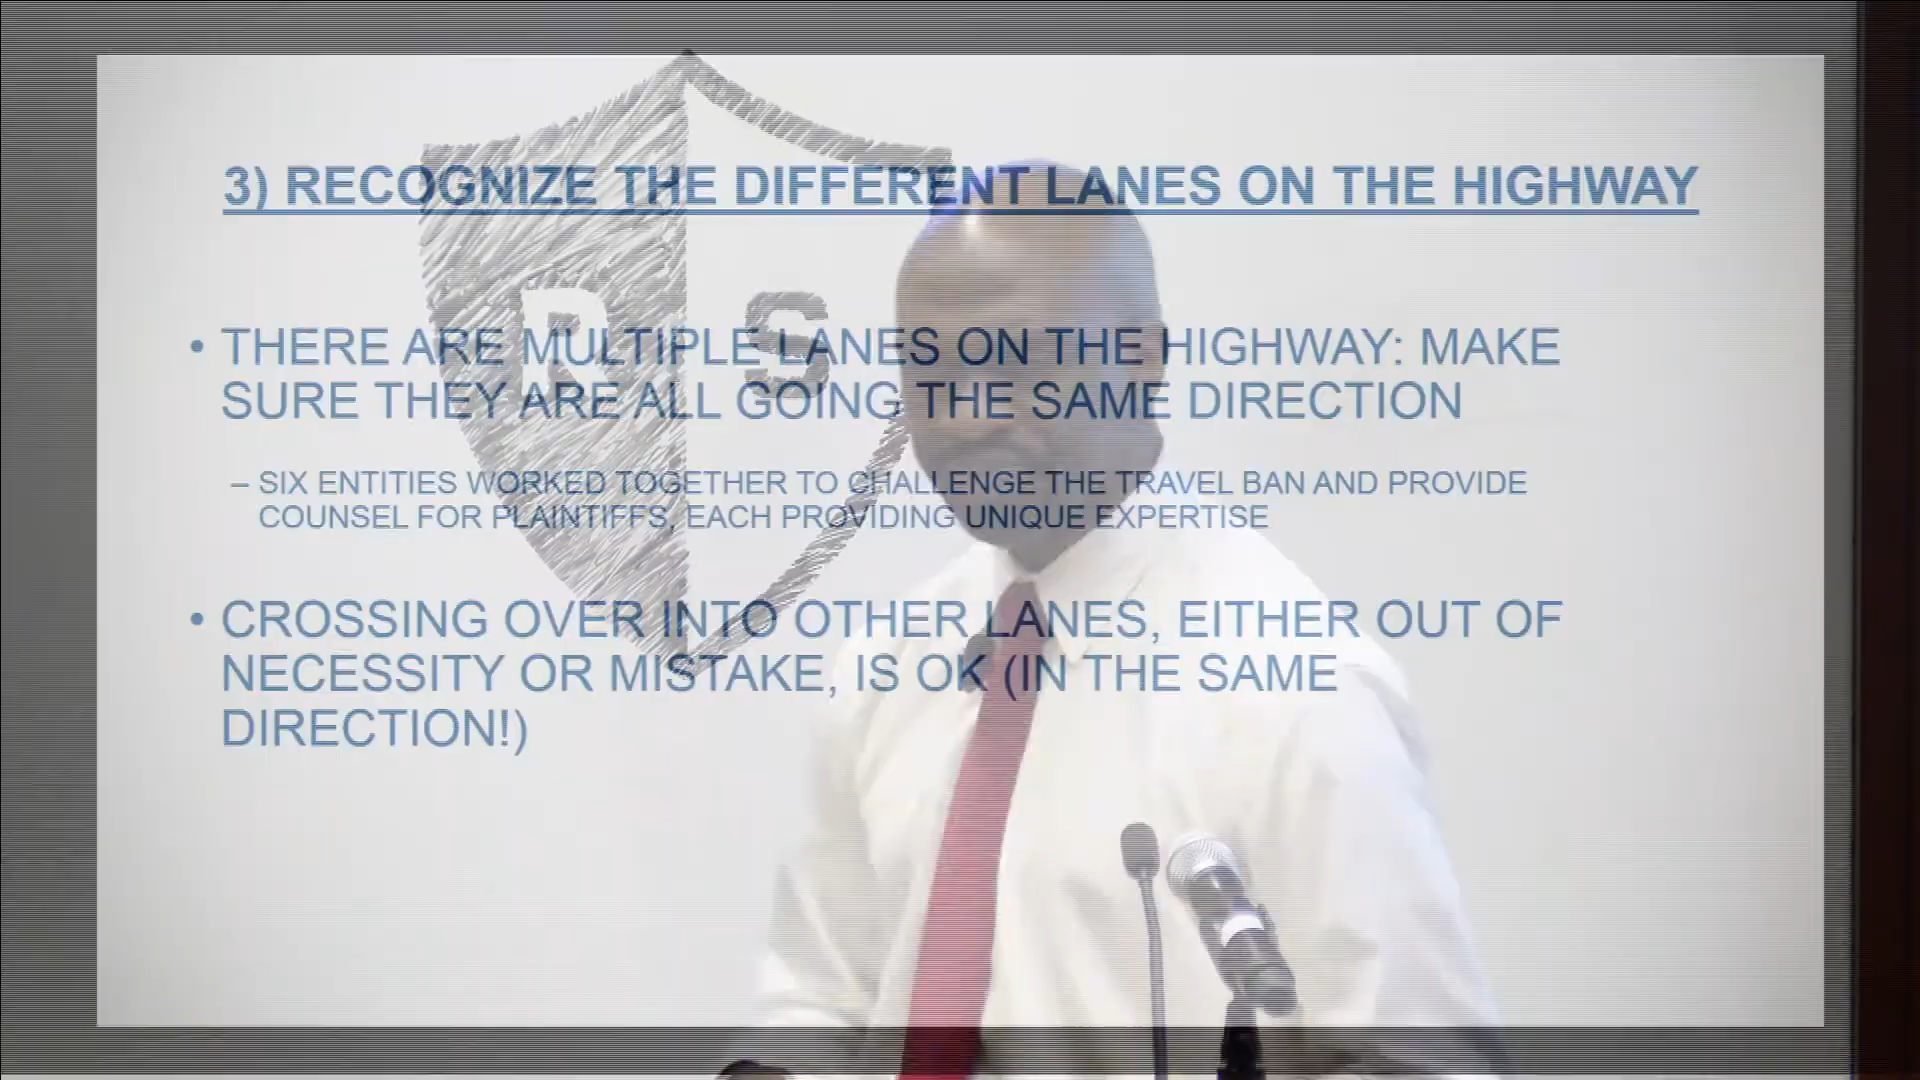 3) RECOGNIZE THE DIFFERENT LANES ON THE HIGHWAY
R S
• THERE ARE MULTIPLE LANES ON THE HIGHWAY: MAKE
SURE THEY ARE ALL GOING THE SAME DIRECTION
– SIX ENTITIES WORKED TOGETHER TO CHALLENGE THE TRAVEL BAN AND PROVIDE
COUNSEL FOR PLAINTIFFS, EACH PROVIDING UNIQUE EXPERTISE
• CROSSING OVER INTO OTHER LANES, EITHER OUT OF
NECESSITY OR MISTAKE, IS OK (IN THE SAME
DIRECTION!)